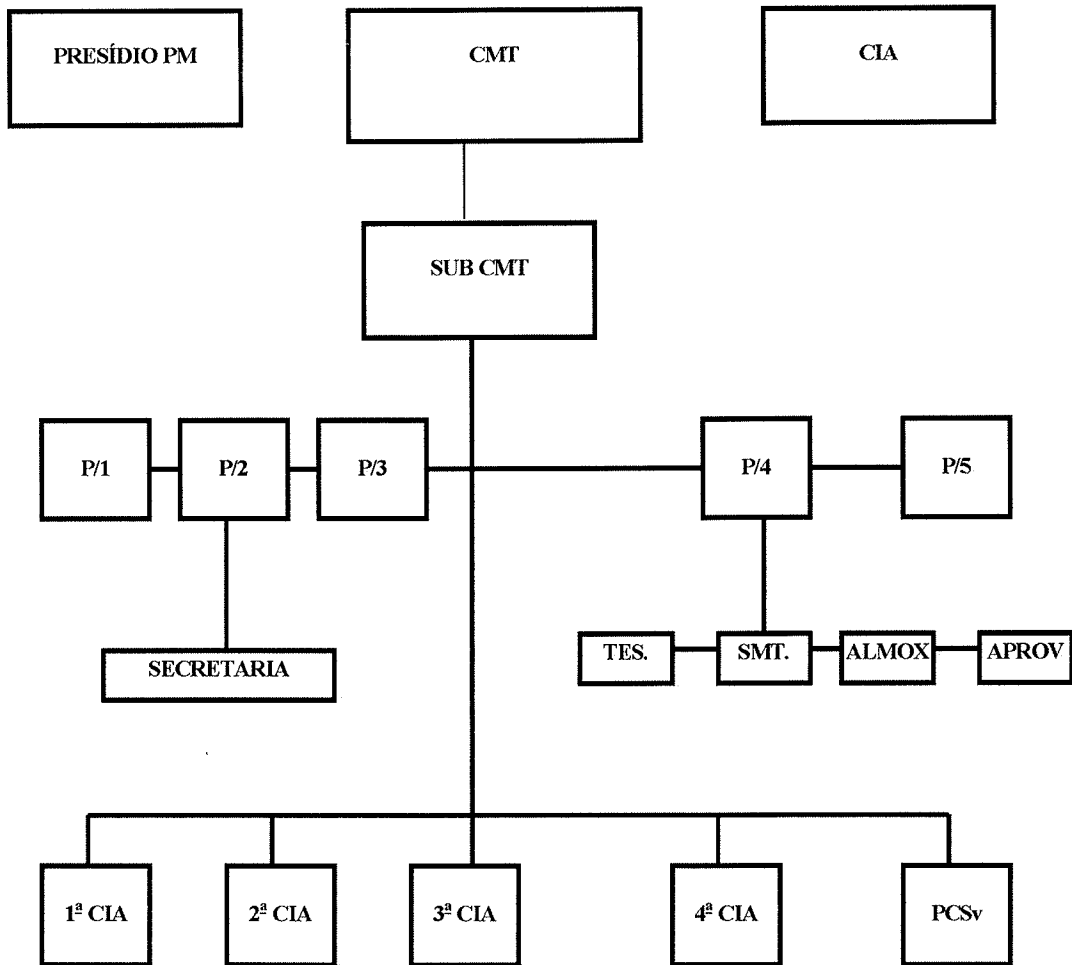 PRESÍDIO PM
CMT
CIA
SUB CMT
P/1
P/2
P/3
P/4
P/5
SECRETARIA
TES.
SMT.
ALMOX
APROV
1ª CIA
2ª CIA
3ª CIA
4ª CIA
PCSv